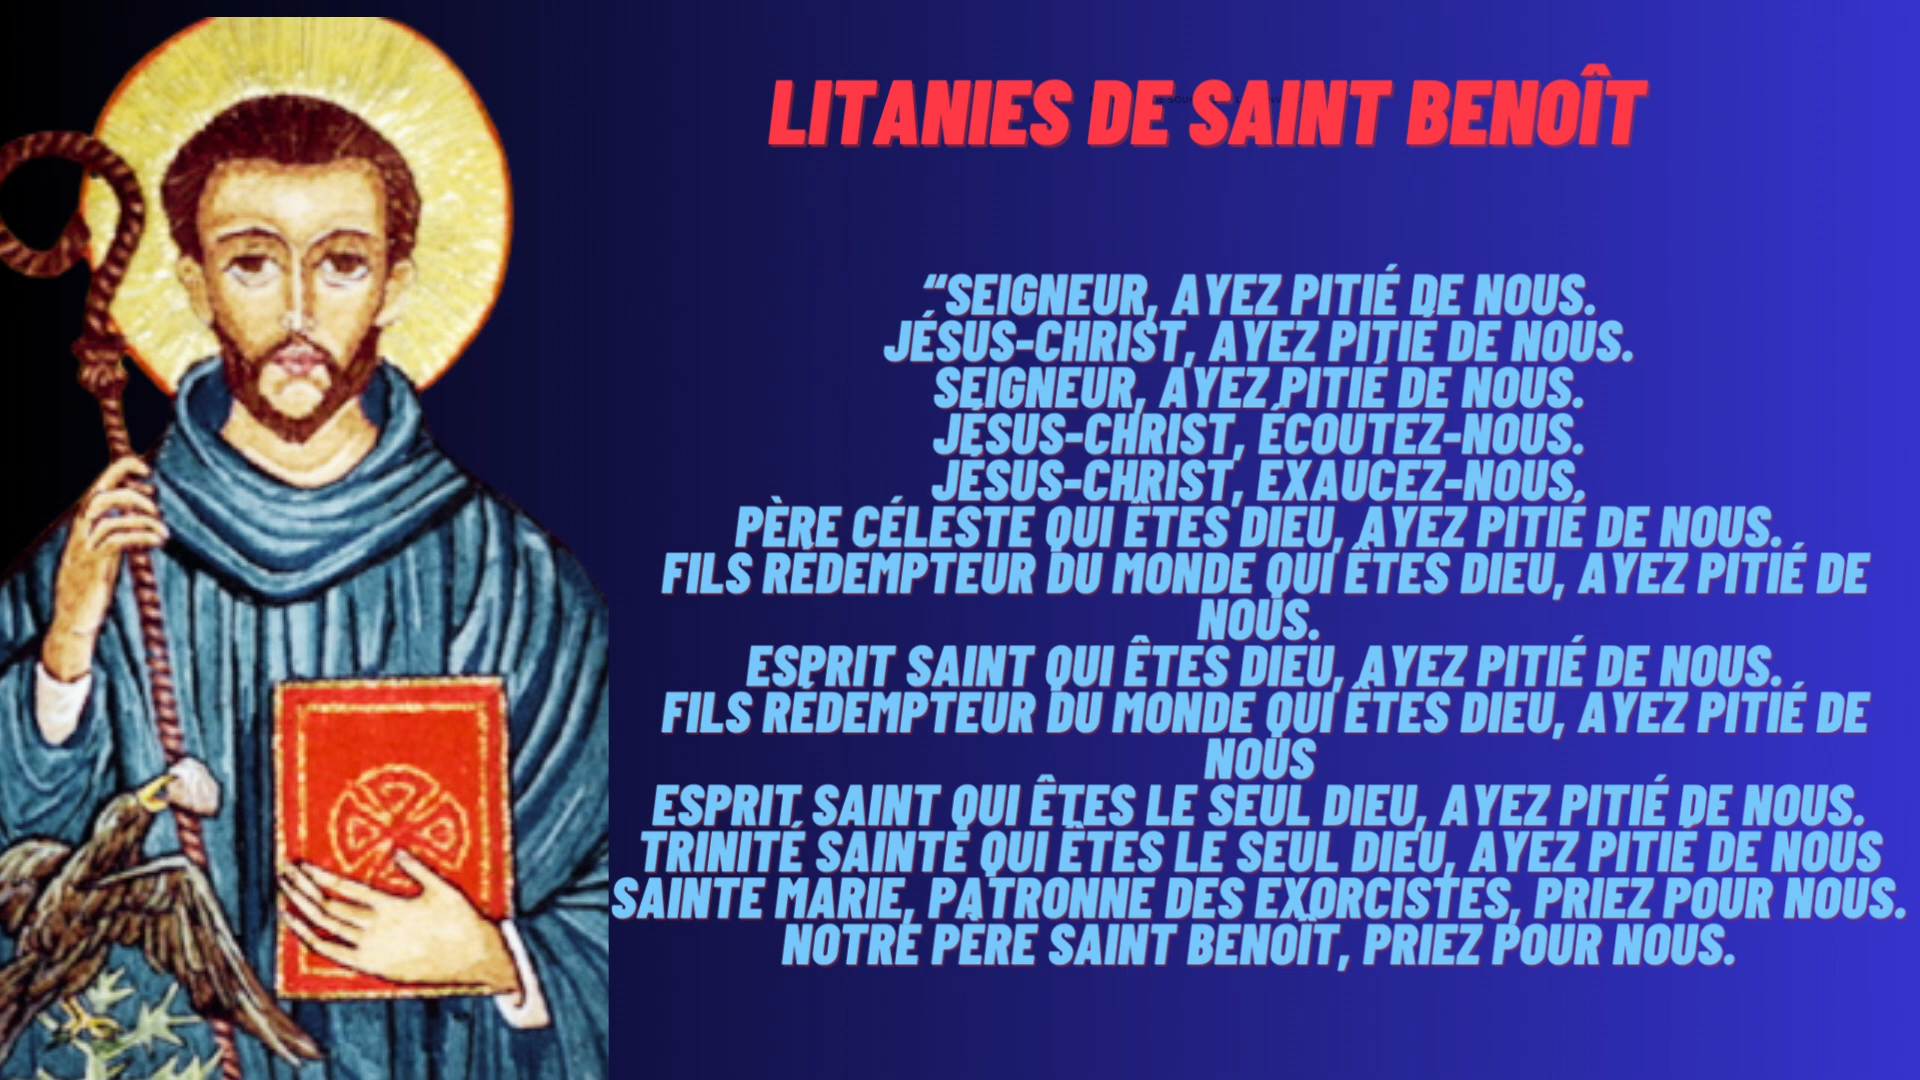 LITANIES DE SAINT BENOÎT
“SEIGNEUR, AYEZ PITIÉ DE NOUS.
JÉSUS-CHRIST, AYEZ PITIÉ DE NOUS.
SEIGNEUR, AYEZ PITIÉ DE NOUS.
JÉSUS-CHRIST, ÉCOUTEZ-NOUS.
JÉSUS-CHRIST, EXAUCEZ-NOUS.
PÈRE CÉLESTE QUI ÊTES DIEU, AYEZ PITIÉ DE NOUS.
FILS RÉDEMPTEUR DU MONDE QUI ÊTES DIEU, AYEZ PITIÉ DE
NOUS.
ESPRIT SAINT QUI ÊTES DIEU, AYEZ PITIÉ DE NOUS.
FILS RÉDEMPTEUR DU MONDE QUI ÊTES DIEU, AYEZ PITIÉ DE
NOUS
ESPRIT SAINT QUI ÊTES LE SEUL DIEU, AYEZ PITIÉ DE NOUS.
TRINITÉ SAINTE QUI ÊTES LE SEUL DIEU, AYEZ PITIÉ DE NOUS
SAINTE MARIE, PATRONNE DES EXORCISTES, PRIEZ POUR NOUS.
NOTRE PÈRE SAINT BENOÎT, PRIEZ POUR NOUS.